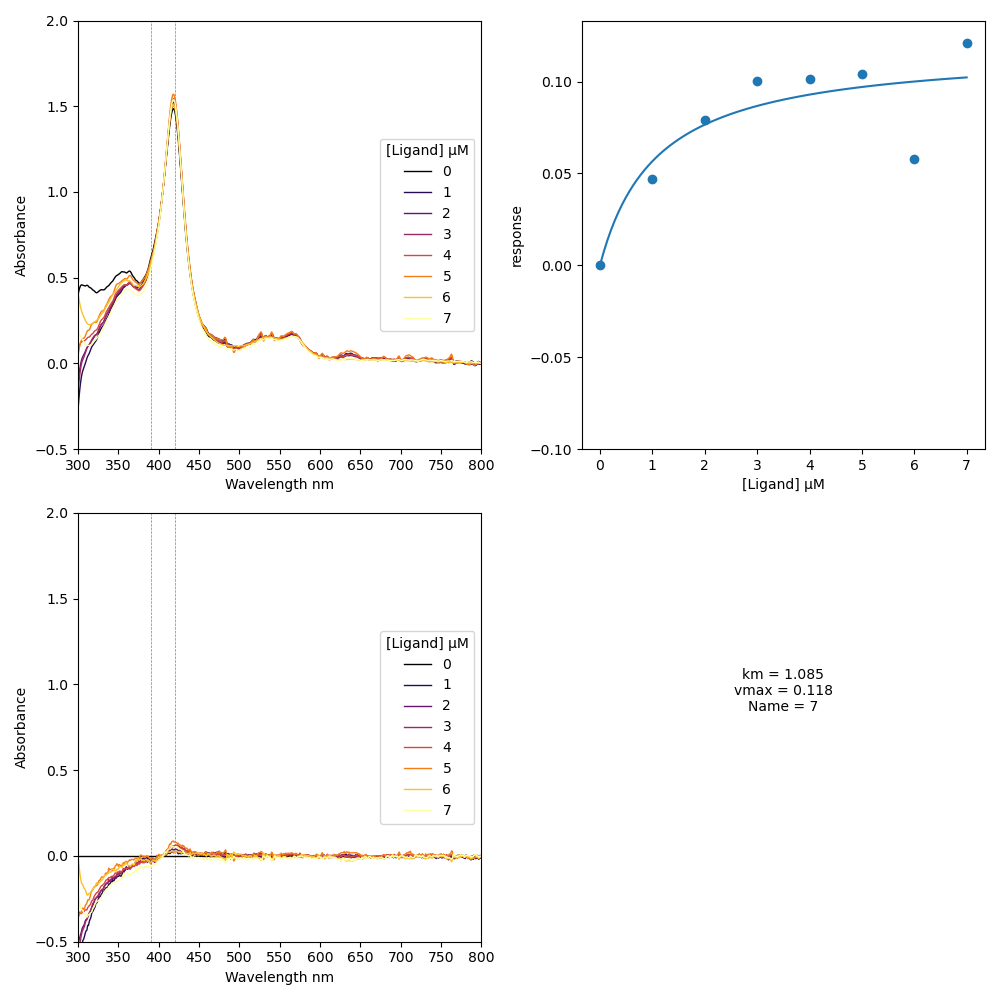 2.0
1.5
1.0
0.5
0.0
−0.5
Absorbance
300 350 400 450 500 550 600 650 700 750 800
Wavelength nm
[Ligand] µM
0
1
2
3
4
5
6
7
0.10
0.05
0.00
−0.05
−0.10
response
0 1 2 3 4 5 6 7
[Ligand] µM
2.0
1.5
1.0
0.5
0.0
−0.5
Absorbance
300 350 400 450 500 550 600 650 700 750 800
Wavelength nm
[Ligand] µM
0
1
2
3
4
5
6
7
km = 1.085
vmax = 0.118
Name = 7